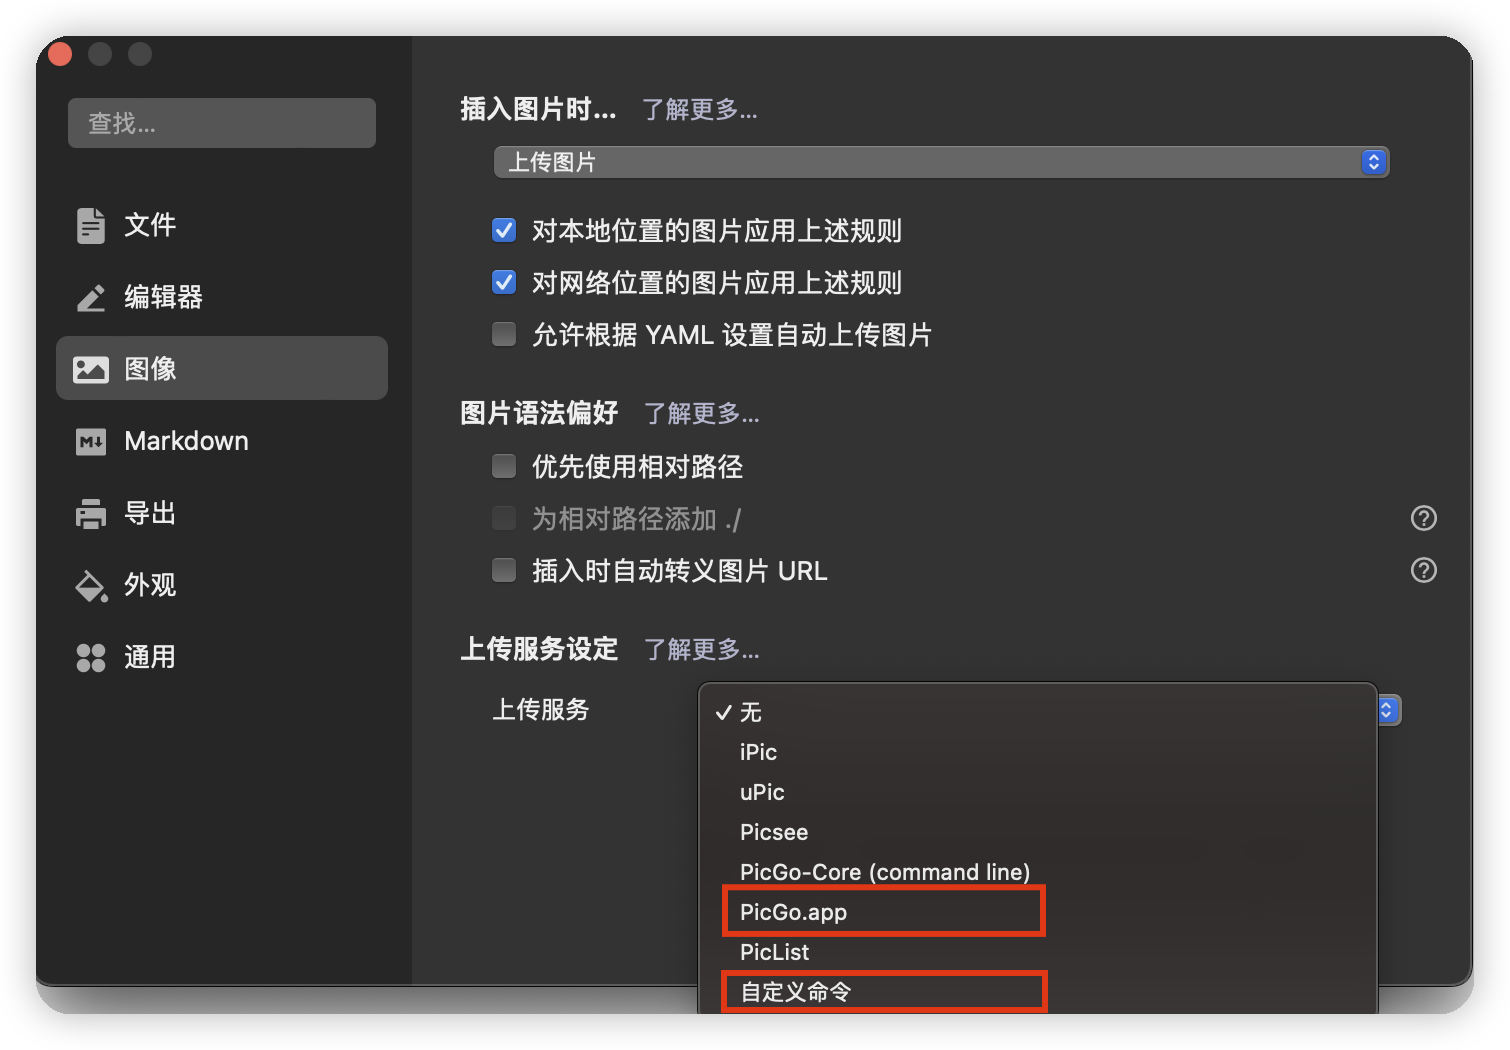 查找...
文件
编辑器
图像
Markdown
导出
外观
通用
插入图片时... 了解更多...
上传图片
对本地位置的图片应用上述规则
对网络位置的图片应用上述规则
允许根据 YAML 设置自动上传图片
图片语法偏好 了解更多...
优先使用相对路径
为相对路径添加 ./
插入时自动转义图片 URL
上传服务设定 了解更多...
上传服务
无
iPic
uPic
Picsee
PicGo-Core (command line)
PicGo.app
PicList
自定义命令